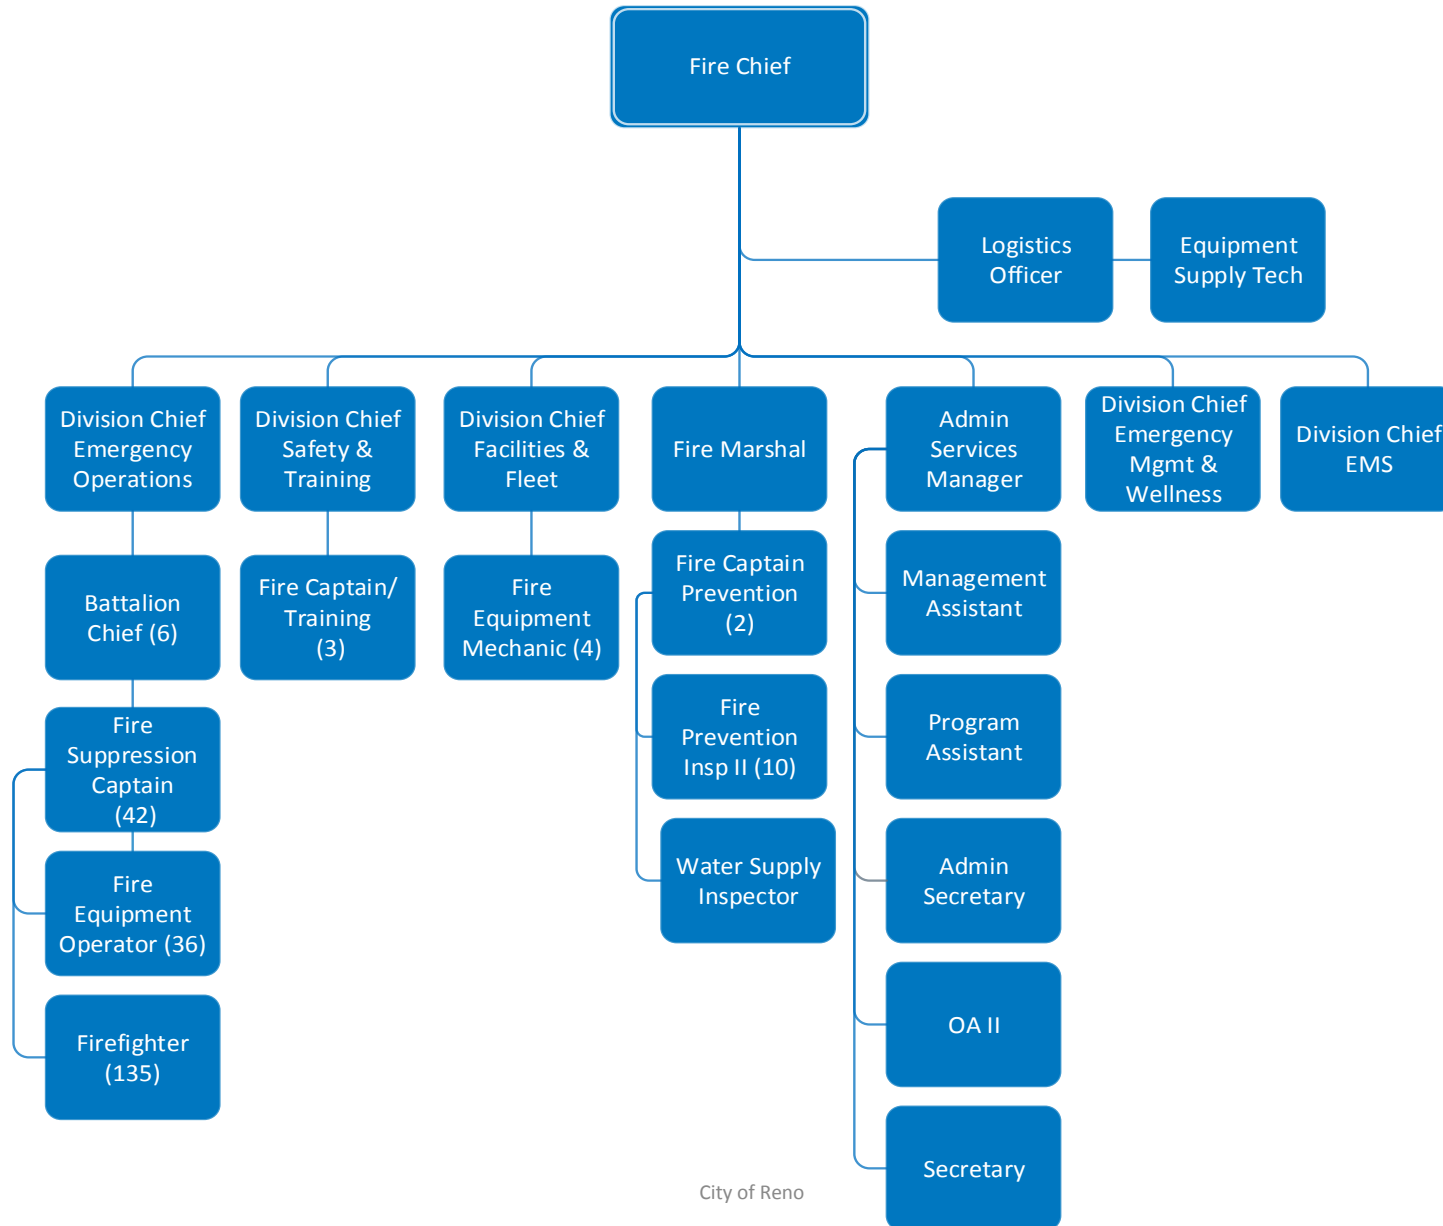 Fire Chief
Logistics
Officer
Equipment
Supply Tech
Division Chief
Emergency
Operations
Division Chief
Safety &
Training
Division Chief
Facilities &
Fleet
Fire Marshal
Admin
Services
Manager
Division Chief
Emergency
Mgmt &
Wellness
Division Chief
EMS
Battalion
Chief (6)
Fire Captain/
Training
(3)
Fire
Equipment
Mechanic (4)
Fire Captain
Prevention
(2)
Management
Assistant
Fire
Suppression
Captain
(42)
Fire
Prevention
Insp II (10)
Program
Assistant
Fire
Equipment
Operator (36)
Water Supply
Inspector
Admin
Secretary
Firefighter
(135)
OA II
Secretary
City of Reno